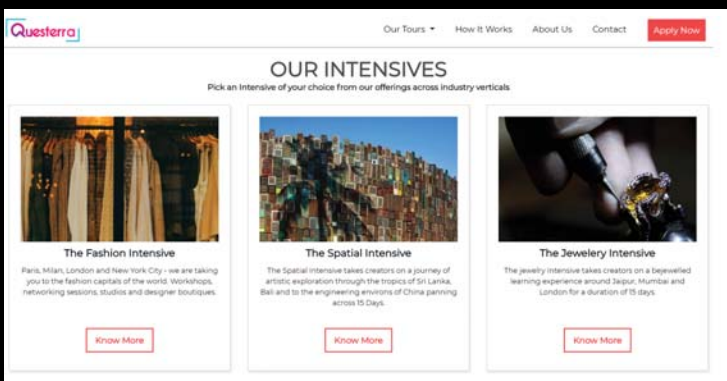 Questerra
Our Tours How It Works About Us Contact Apply Now
OUR INTENSIVES
Pick an Intensive of your choice from our offerings across industry verticals
The Fashion Intensive
Paris, Milan, London and New York City - we are taking
you to the fashion capitals of the world. Workshops,
networking sessions, studios and designer boutiques.
Know More
The Spatial Intensive
The Spatial Intensive takes creators on a journey of
artistic exploration through the tropics of Sri Lanka,
Bali and to the engineering environs of China panning
across 15 Days.
Know More
The Jewelery Intensive
The jewelry Intensive takes creators on a bejewelled
learning experience around Jaipur, Mumbai and
London for a duration of 15 days.
Know More